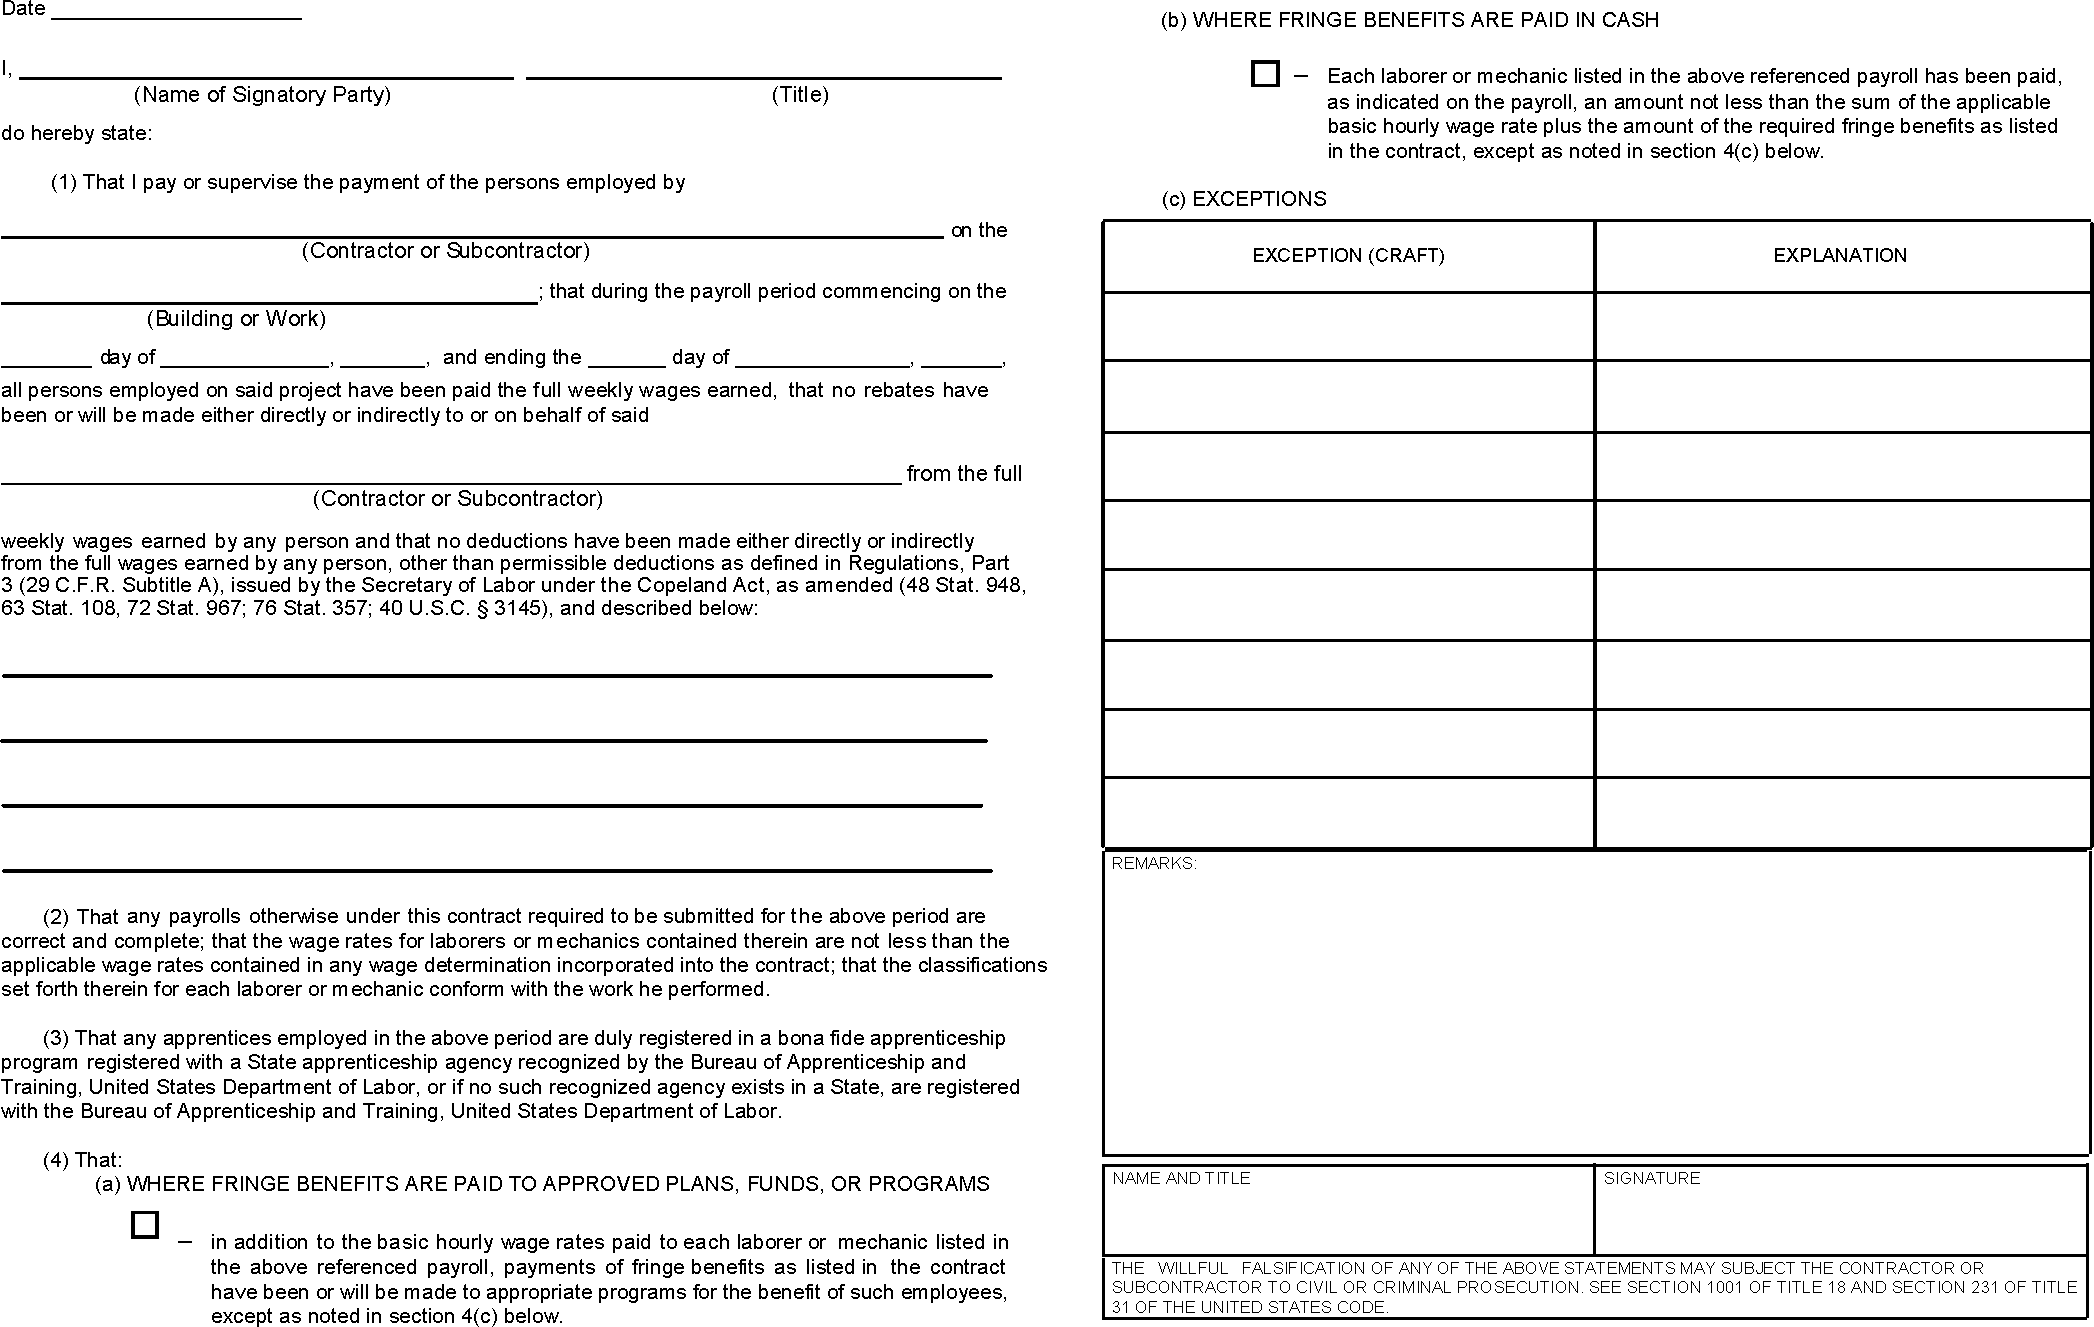 Date
I,
(Name of Signatory Party) (Title)
do hereby state:
(1) That I pay or supervise the payment of the persons employed by
on the
(Contractor or Subcontractor)
; that during the payroll period commencing on the
(Building or Work)
day of , , and ending the day of , ,
all persons employed on said project have been paid the full weekly wages earned, that no rebates have
been or will be made either directly or indirectly to or on behalf of said
from the full
(Contractor or Subcontractor)
weekly wages earned by any person and that no deductions have been made either directly or indirectly
from the full wages earned by any person, other than permissible deductions as defined in Regulations, Part
3 (29 C.F.R. Subtitle A), issued by the Secretary of Labor under the Copeland Act, as amended (48 Stat. 948,
63 Stat. 108, 72 Stat. 967; 76 Stat. 357; 40 U.S.C. § 3145), and described below:
(2) That any payrolls otherwise under this contract required to be submitted for the above period are
correct and complete; that the wage rates for laborers or mechanics contained therein are not less than the
applicable wage rates contained in any wage determination incorporated into the contract; that the classifications
set forth therein for each laborer or mechanic conform with the work he performed.
(3) That any apprentices employed in the above period are duly registered in a bona fide apprenticeship
program registered with a State apprenticeship agency recognized by the Bureau of Apprenticeship and
Training, United States Department of Labor, or if no such recognized agency exists in a State, are registered
with the Bureau of Apprenticeship and Training, United States Department of Labor.
(4) That:
(a) WHERE FRINGE BENEFITS ARE PAID TO APPROVED PLANS, FUNDS, OR PROGRAMS
– in addition to the basic hourly wage rates paid to each laborer or mechanic listed in
the above referenced payroll, payments of fringe benefits as listed in the contract
have been or will be made to appropriate programs for the benefit of such employees,
except as noted in section 4(c) below.
(b) WHERE FRINGE BENEFITS ARE PAID IN CASH
– Each laborer or mechanic listed in the above referenced payroll has been paid,
as indicated on the payroll, an amount not less than the sum of the applicable
basic hourly wage rate plus the amount of the required fringe benefits as listed
in the contract, except as noted in section 4(c) below.
(c) EXCEPTIONS
EXCEPTION (CRAFT) EXPLANATION
REMARKS:
NAME AND TITLE SIGNATURE
THE WILLFUL FALSIFICATION OF ANY OF THE ABOVE STATEMENTS MAY SUBJECT THE CONTRACTOR OR
SUBCONTRACTOR TO CIVIL OR CRIMINAL PROSECUTION. SEE SECTION 1001 OF TITLE 18 AND SECTION 231 OF TITLE
31 OF THE UNITED STATES CODE.